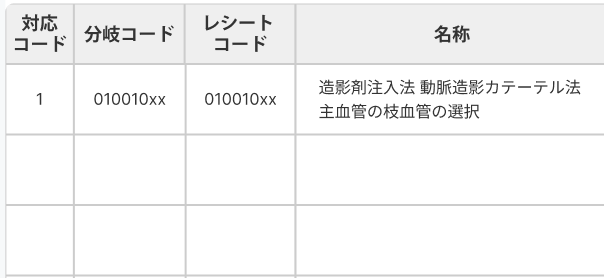 対応
コード
分岐コード
レシート
コード
名称
1
010010xx
010010xx
造影剤注入法 動脈造影カテーテル法
主血管の枝血管の選択